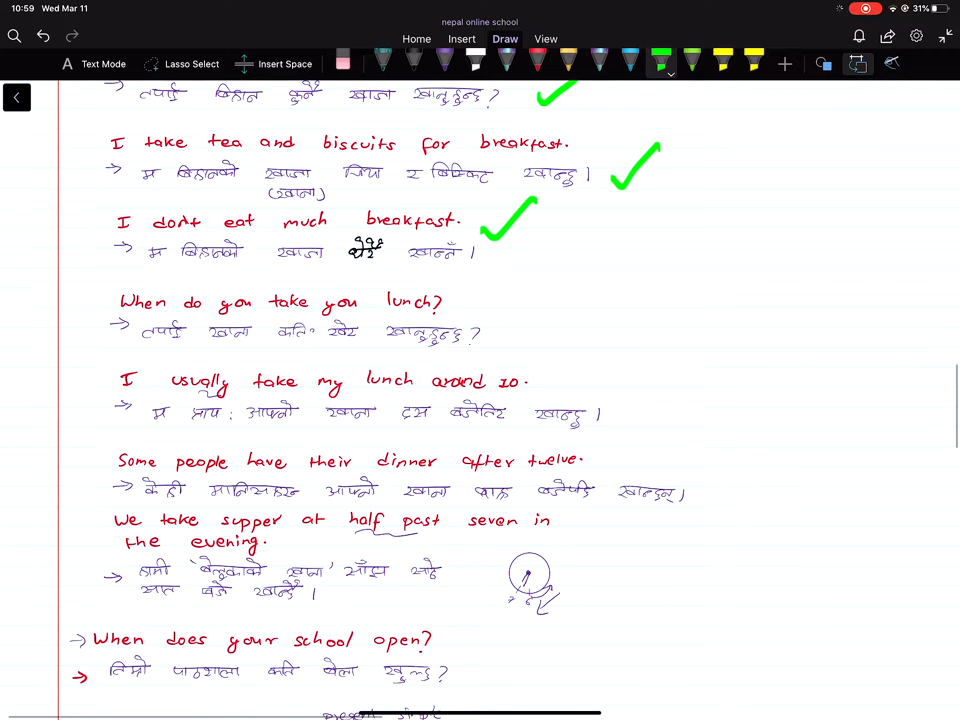 10:59 Wed Mar 11
31%
nepal online school
Home Insert Draw View
Text Mode Lasso Select Insert Space
तपाईं बिहान कुनै खाजा खानुहुन्छ?
I take tea and biscuits for breakfast.
→ म बिहानको खाजा चिया र बिस्किट खान्छु।
(खाना)
I don't eat much breakfast.
→ म बिहानको खाजा धेरै खान्नँ।
When do you take you lunch?
→ तपाईं खाना कति खेर खानुहुन्छ?
I usually take my lunch around 10.
→ म प्राय: आफ्नो खाना दस बजेतिर खान्छु।
Some people have their dinner after twelve.
→ केही मानिसहरू आफ्नो खाना बाह्र बजेपछि खान्छन्।
We take supper at half past seven in
the evening.
→ हामी 'बेलुकाको खाना' साँझ साढे
सात बजे खान्छौं।
→ When does your school open?
→ तिम्रो पाठशाला कति बेला खुल्छ?
present simple